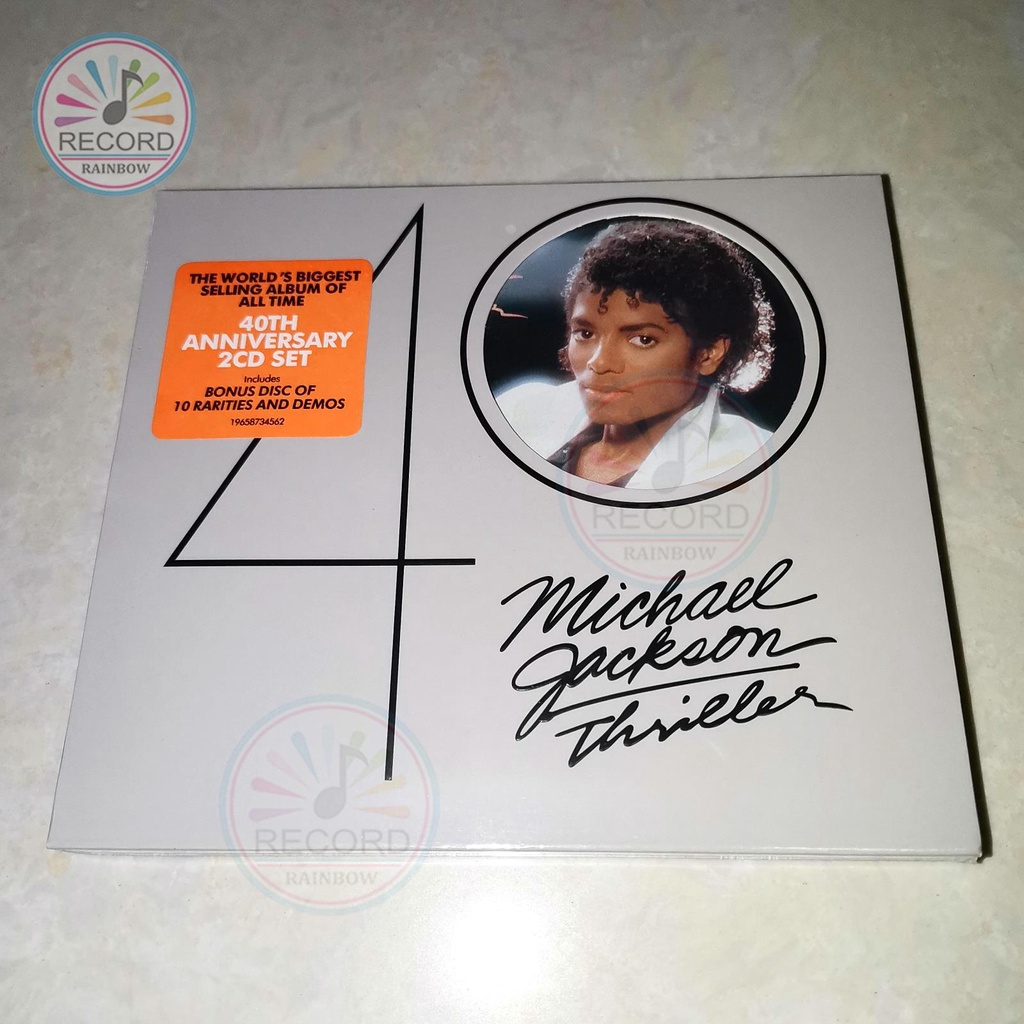 RECORD
RAINBOW
40
THE WORLD'S BIGGEST
SELLING ALBUM OF
ALL TIME
40TH
ANNIVERSARY
2CD SET
Includes
BONUS DISC OF
10 RARITIES AND DEMOS
19658734562
RECORD
RAINBOW
Michael
Jackson
Thriller
RECORD
RAINBOW